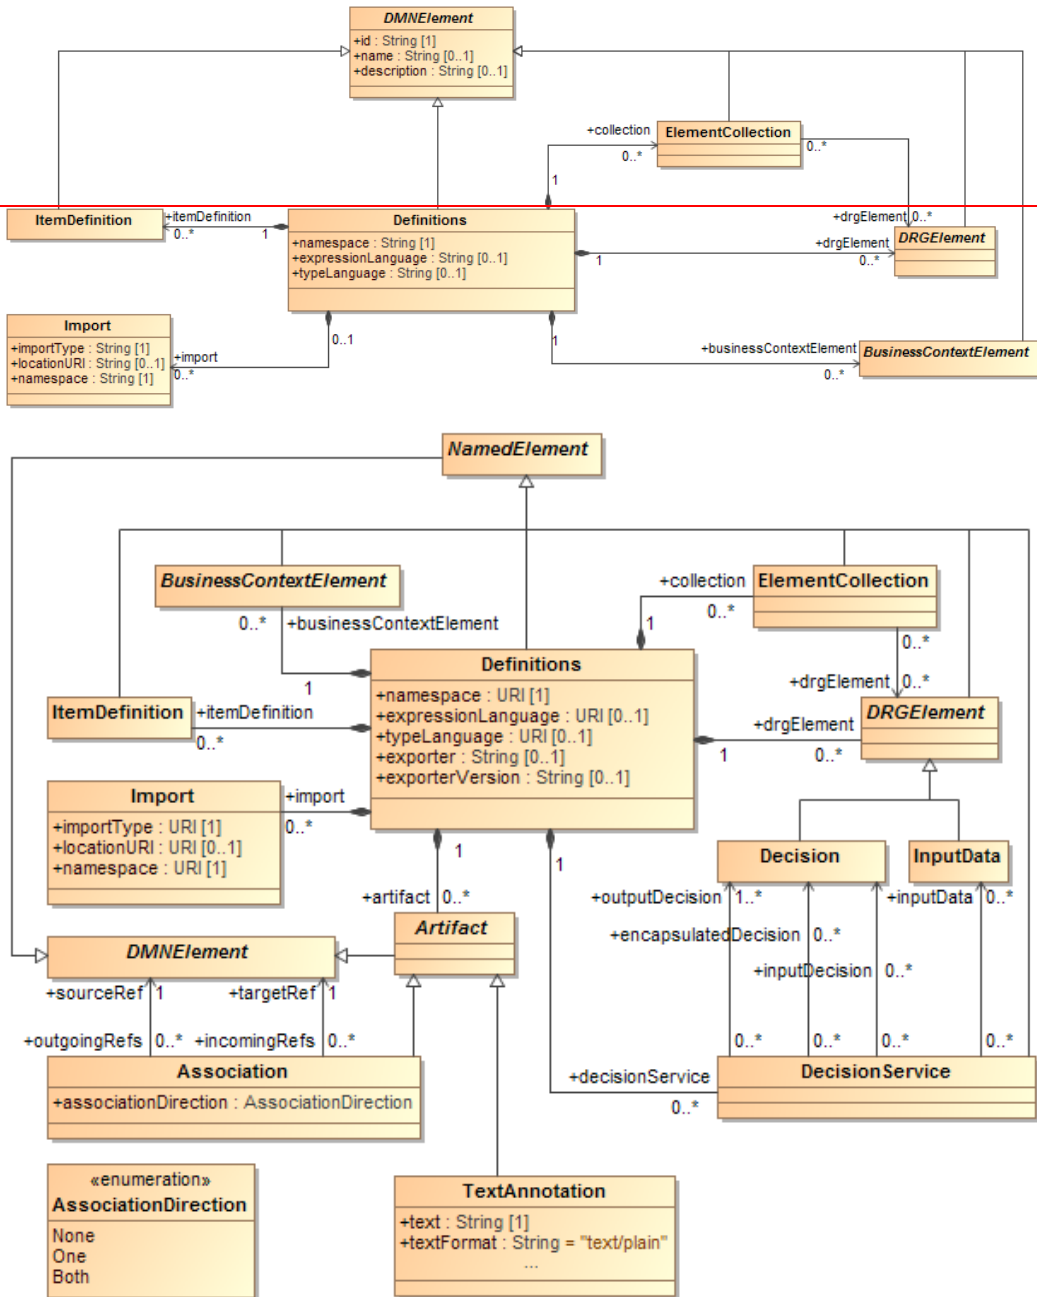 DMNElement
+id : String [1]
+name : String [0..1]
+description : String [0..1]
+collection
0..*
ElementCollection
0..*
1
ItemDefinition
+itemDefinition
0..*
1
Definitions
+namespace : String [1]
+expressionLanguage : String [0..1]
+typeLanguage : String [0..1]
+drgElement 0..*
1
+drgElement
0..*
DRGElement
Import
+importType : String [1]
+locationURI : String [0..1]
+namespace : String [1]
+import
0..*
0..1
1
+businessContextElement
0..*
BusinessContextElement
NamedElement
BusinessContextElement
0..*
+businessContextElement
1
+collection
0..*
1
ElementCollection
0..*
+drgElement 0..*
Definitions
+namespace : URI [1]
+expressionLanguage : URI [0..1]
+typeLanguage : URI [0..1]
+exporter : String [0..1]
+exporterVersion : String [0..1]
ItemDefinition
+itemDefinition
0..*
+drgElement
1
0..*
DRGElement
Import
+importType : URI [1]
+locationURI : URI [0..1]
+namespace : URI [1]
+import
0..*
1
+artifact 0..*
1
Decision
InputData
+outputDecision 1..*
+inputData 0..*
+encapsulatedDecision 0..*
+inputDecision 0..*
Artifact
DMNElement
+sourceRef 1
+targetRef 1
+outgoingRefs 0..*
+incomingRefs 0..*
0..*
0..*
0..*
0..*
Association
+associationDirection : AssociationDirection
+decisionService
0..*
DecisionService
«enumeration»
AssociationDirection
None
One
Both
TextAnnotation
+text : String [1]
+textFormat : String = "text/plain"
...